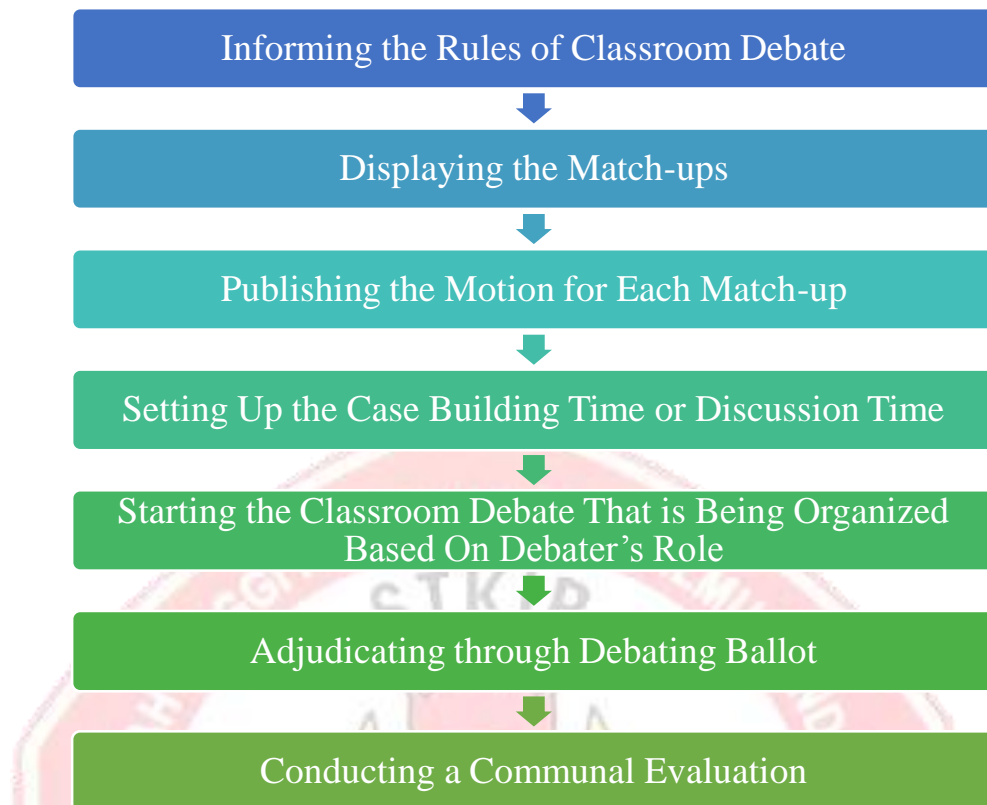 Informing the Rules of Classroom Debate
Displaying the Match-ups
Publishing the Motion for Each Match-up
Setting Up the Case Building Time or Discussion Time
Starting the Classroom Debate That is Being Organized
Based On Debater’s Role
STKIP
Adjudicating through Debating Ballot
Conducting a Communal Evaluation